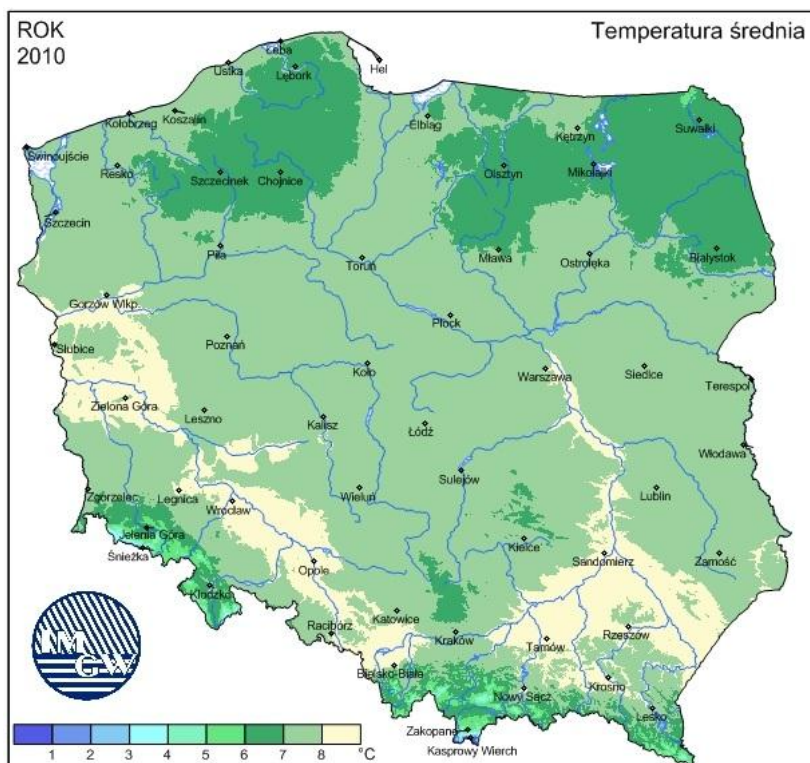 ROK
2010
Temperatura średnia
Łeba
Ustka
Lębork
Hel
Kołobrzeg
Koszalin
Elbląg
Kętrzyn
Suwałki
Świnoujście
Resko
Szczecinek
Chojnice
Olsztyn
Mikołajki
Szczecin
Piła
Toruń
Mława
Ostrołęka
Białystok
Gorzów Wlkp.
Płock
Słubice
Poznań
Koło
Warszawa
Siedlce
Terespol
Zielona Góra
Leszno
Kalisz
Łódź
Włodawa
Zgorzelec
Legnica
Wrocław
Wieluń
Sulejów
Lublin
Jelenia Góra
Śnieżka
Kielce
Sandomierz
Zamość
Opole
Kłodzko
Racibórz
Katowice
Kraków
Tarnów
Rzeszów
Bielsko-Biała
Nowy Sącz
Krosno
Lesko
Zakopane
Kasprowy Wierch
IM
GW
1 2 3 4 5 6 7 8 °C